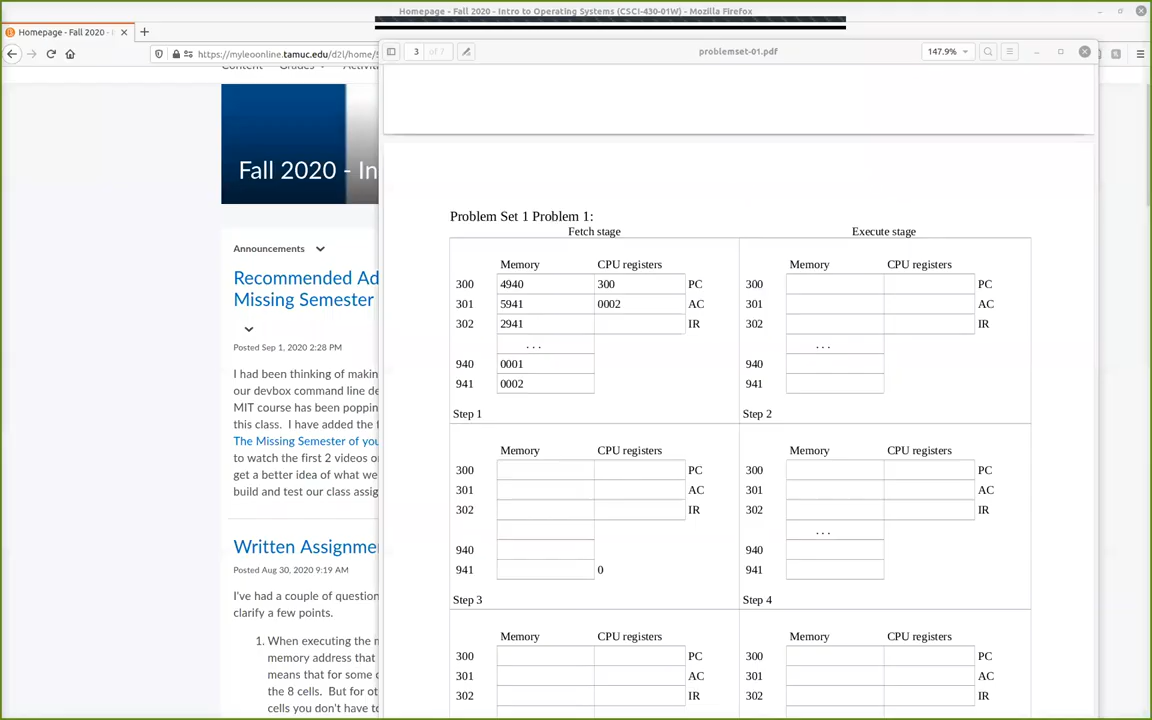 Homepage - Fall 2020 - Intro to Operating Systems (CSCI-430-01W) - Mozilla Firefox
Homepage - Fall 2020 -
https://myleoonline.tamuc.edu/d2l/home/
3 of 7
problemset-01.pdf
147.9%
Content Grades
Fall 2020 - In
Announcements
Recommended Ad
Missing Semester
Posted Sep 1, 2020 2:28 PM
I had been thinking of makin
our devbox command line de
MIT course has been poppin
this class. I have added the
The Missing Semester of you
to watch the first 2 videos o
get a better idea of what we
build and test our class assig
Written Assignme
Posted Aug 30, 2020 9:19 AM
I've had a couple of question
clarify a few points.
1. When executing the m
memory address that
means that for some c
the 8 cells. But for ot
cells you don't have to
Problem Set 1 Problem 1:
Fetch stage Execute stage
Memory CPU registers Memory CPU registers
300 4940 300 PC 300 PC
301 5941 0002 AC 301 AC
302 2941 IR 302 IR
. . . . . .
940 0001 940
941 0002 941
Step 1 Step 2
Memory CPU registers Memory CPU registers
300 PC 300 PC
301 AC 301 AC
302 IR 302 IR
. . .
940 940
941 0 941
Step 3 Step 4
Memory CPU registers Memory CPU registers
300 PC 300 PC
301 AC 301 AC
302 IR 302 IR